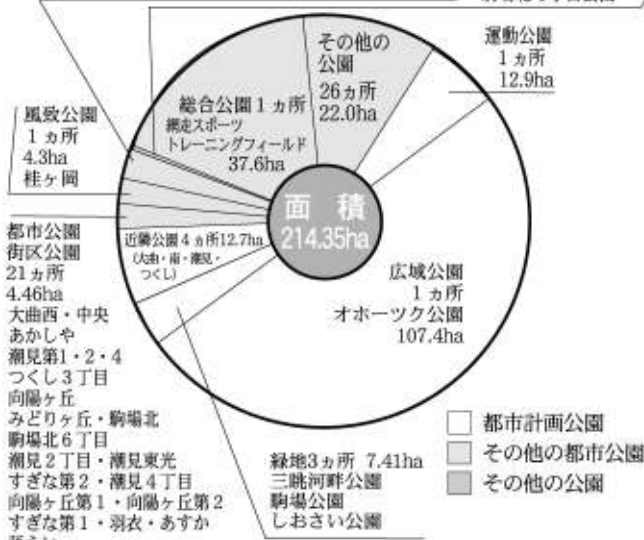 その他の
公園
26ヵ所
22.0ha
運動公園
1ヵ所
12.9ha
総合公園1ヵ所
網走スポーツ
トレーニングフィールド
37.6ha
風致公園
1ヵ所
4.3ha
桂ヶ岡
面 積
214.35ha
都市公園
街区公園
21ヵ所
4.46ha
大曲西・中央
あかしや
潮見第1・2・4
つくし3丁目
向陽ヶ丘
みどりヶ丘・駒場北
駒場北6丁目
潮見2丁目・潮見東光
すぎな第2・潮見4丁目
向陽ヶ丘第1・向陽ヶ丘第2
すぎな第1・羽衣・あすか
近隣公園4ヵ所12.7ha
(大曲・南・潮見・
つくし)
広域公園
1ヵ所
オホーツク公園
107.4ha
緑地3ヵ所 7.41ha
三眺河畔公園
駒場公園
しおさい公園
都市計画公園
その他の都市公園
その他の公園